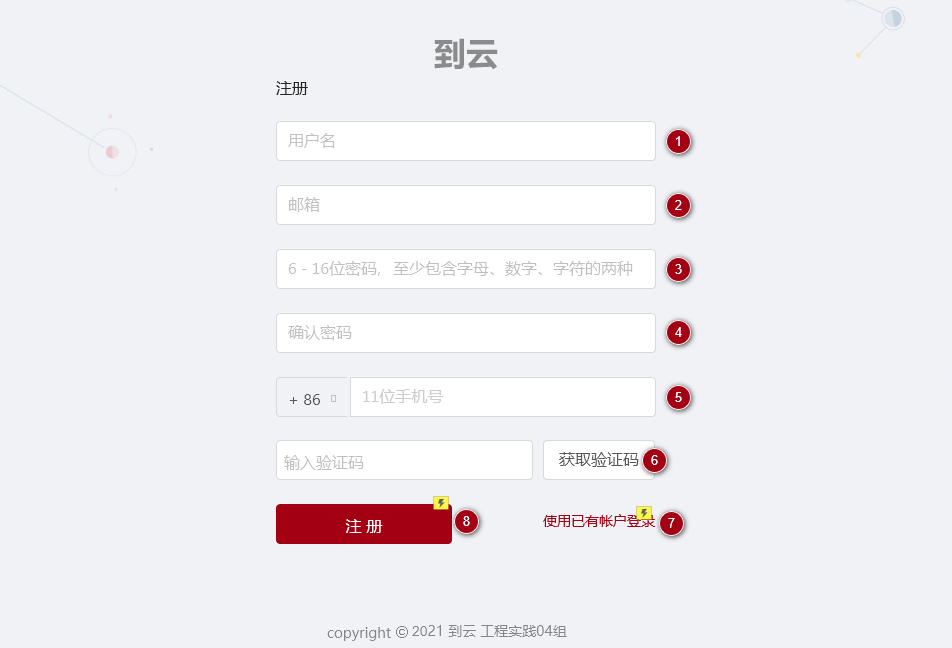 到云
注册
用户名 1
邮箱 2
6 - 16位密码，至少包含字母、数字、字符的两种 3
确认密码 4
+ 86 11位手机号 5
输入验证码 获取验证码 6
注 册 8 使用已有帐户登录 7
copyright © 2021 到云 工程实践04组